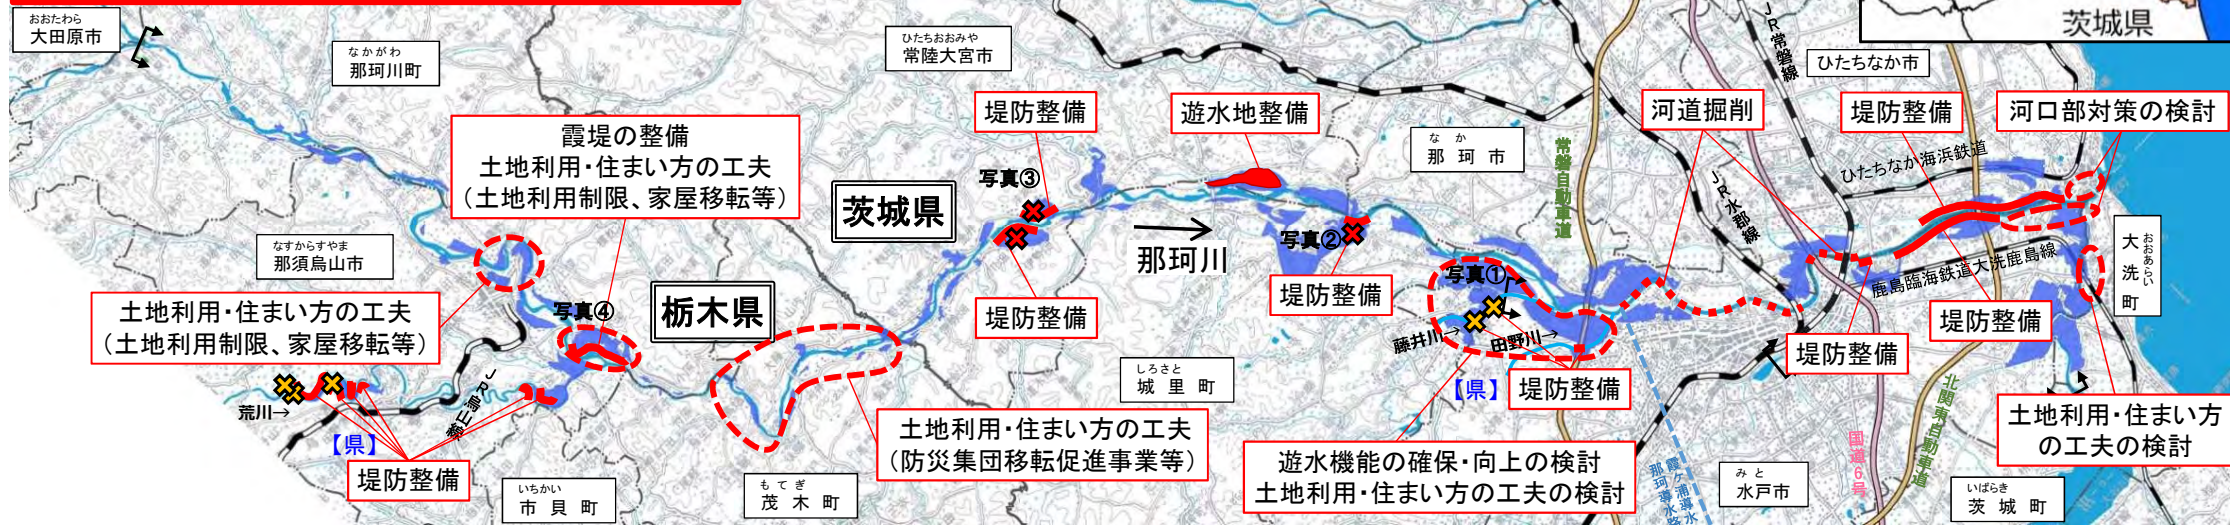 おおたわら
大田原市
なかがわ
那珂川町
ひたちおおみや
常陸大宮市
JR常磐線
茨城県
ひたちなか市
霞堤の整備
土地利用・住まい方の工夫
(土地利用制限、家屋移転等)
堤防整備
遊水地整備
なか
那珂市
常磐自動車道
河道掘削
堤防整備
河口部対策の検討
ひたちなか海浜鉄道
JR水郡線
写真③
茨城県
那珂川
写真②
堤防整備
なすからすやま
那須烏山市
土地利用・住まい方の工夫
(土地利用制限、家屋移転等)
写真④
栃木県
堤防整備
写真①
藤井川→
田野川→
【県】
堤防整備
鹿島臨海鉄道大洗鹿島線
おおあらい
大洗町
堤防整備
堤防整備
荒川→
JR烏山線
【県】
堤防整備
いちかい
市貝町
もてぎ
茂木町
土地利用・住まい方の工夫
(防災集団移転促進事業等)
しろさと
城里町
遊水機能の確保・向上の検討
土地利用・住まい方の工夫の検討
霞ヶ浦導水
那珂導水路
みと
水戸市
国道6号
北関東自動車道
土地利用・住まい方
の工夫の検討
いばらき
茨城町